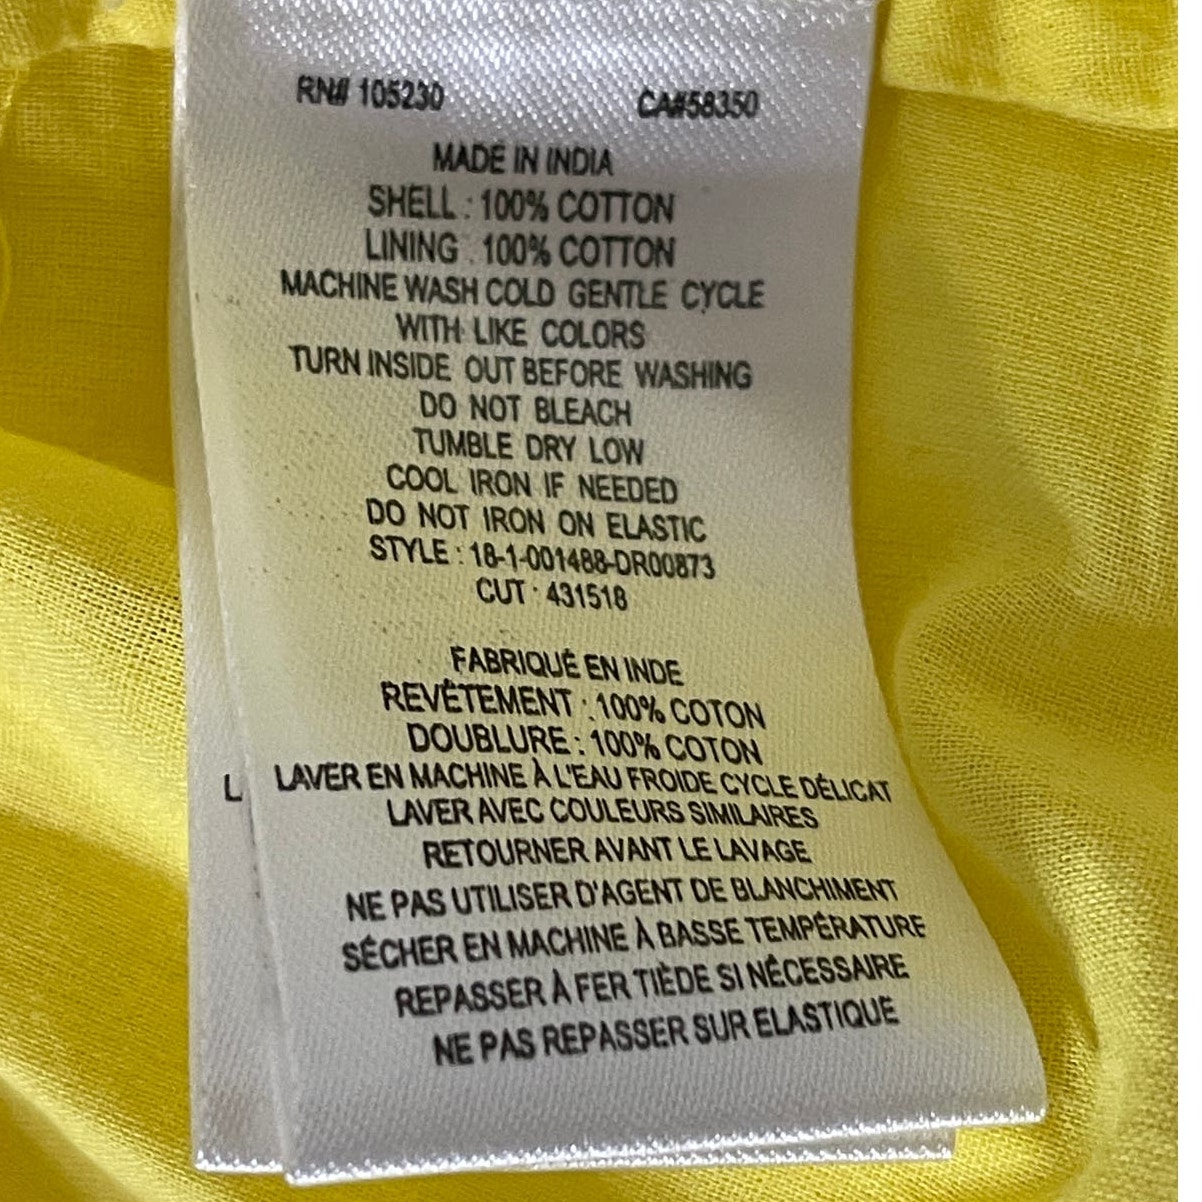 RN# 105230 CA#58350
MADE IN INDIA
SHELL : 100% COTTON
LINING : 100% COTTON
MACHINE WASH COLD GENTLE CYCLE
WITH LIKE COLORS
TURN INSIDE OUT BEFORE WASHING
DO NOT BLEACH
TUMBLE DRY LOW
COOL IRON IF NEEDED
DO NOT IRON ON ELASTIC
STYLE : 18-1-001488-DR00873
CUT : 431518
FABRIQUÉ EN INDE
REVÊTEMENT : 100% COTON
DOUBLURE : 100% COTON
L
LAVER EN MACHINE À L'EAU FROIDE CYCLE DÉLICAT
LAVER AVEC COULEURS SIMILAIRES
RETOURNER AVANT LE LAVAGE
NE PAS UTILISER D'AGENT DE BLANCHIMENT
SÉCHER EN MACHINE À BASSE TEMPÉRATURE
REPASSER À FER TIÈDE SI NÉCESSAIRE
NE PAS REPASSER SUR ELASTIQUE